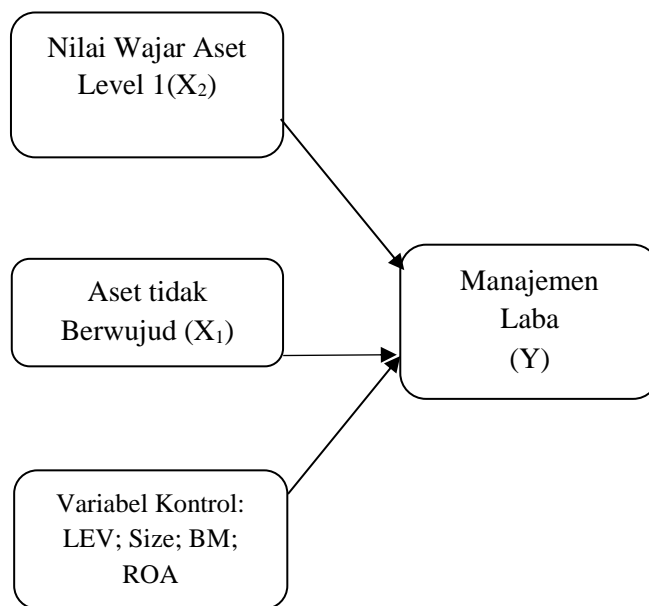 Nilai Wajar Aset
Level 1(X₂)
Aset tidak
Berwujud (X₁)
Manajemen
Laba
(Y)
Variabel Kontrol:
LEV; Size; BM;
ROA